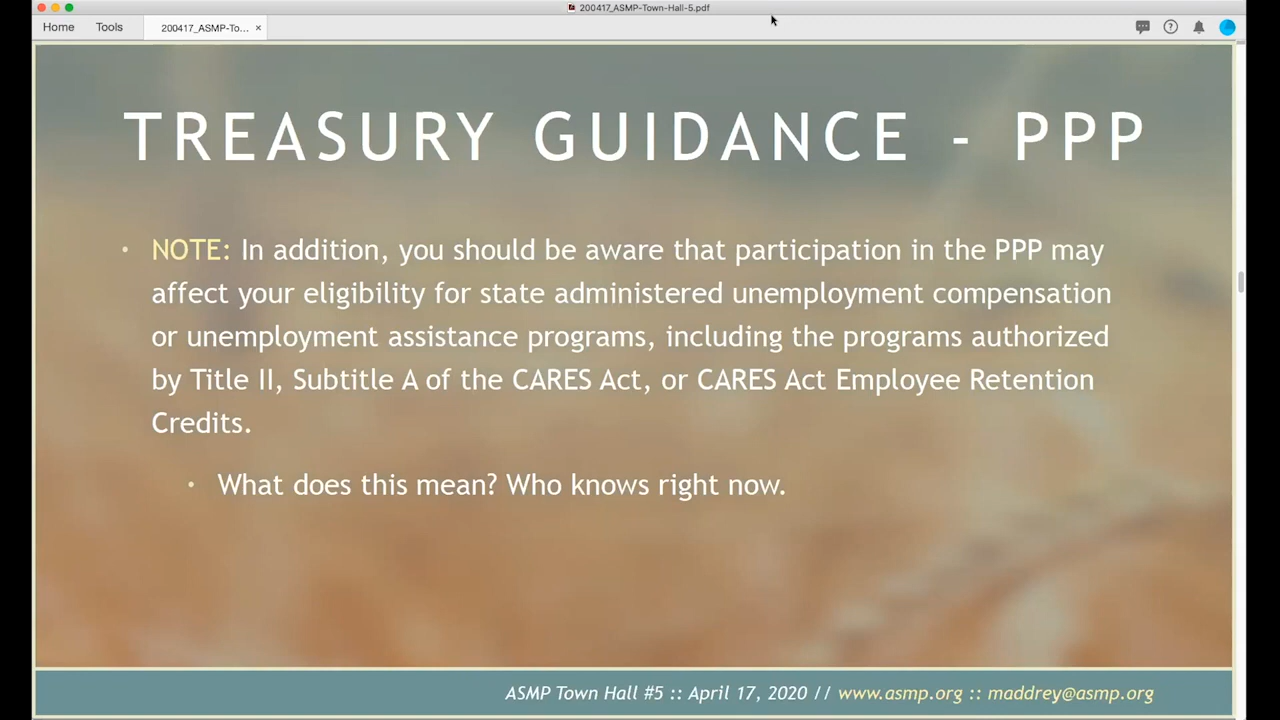 200417_ASMP-Town-Hall-5.pdf
Home Tools 200417_ASMP-To... ×
TREASURY GUIDANCE - PPP
• NOTE: In addition, you should be aware that participation in the PPP may
affect your eligibility for state administered unemployment compensation
or unemployment assistance programs, including the programs authorized
by Title II, Subtitle A of the CARES Act, or CARES Act Employee Retention
Credits.
• What does this mean? Who knows right now.
ASMP Town Hall #5 :: April 17, 2020 // www.asmp.org :: maddrey@asmp.org